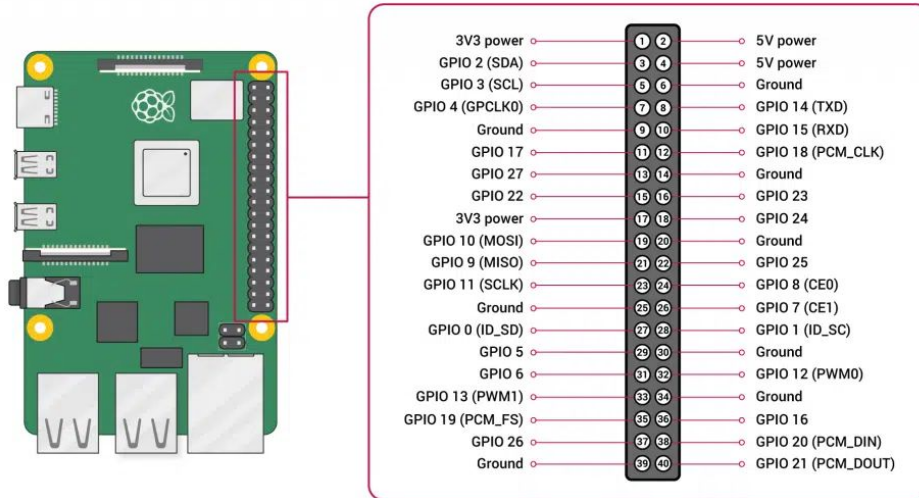 3V3 power 1 2 5V power
GPIO 2 (SDA) 3 4 5V power
GPIO 3 (SCL) 5 6 Ground
GPIO 4 (GPCLK0) 7 8 GPIO 14 (TXD)
Ground 9 10 GPIO 15 (RXD)
GPIO 17 11 12 GPIO 18 (PCM_CLK)
GPIO 27 13 14 Ground
GPIO 22 15 16 GPIO 23
3V3 power 17 18 GPIO 24
GPIO 10 (MOSI) 19 20 Ground
GPIO 9 (MISO) 21 22 GPIO 25
GPIO 11 (SCLK) 23 24 GPIO 8 (CE0)
Ground 25 26 GPIO 7 (CE1)
GPIO 0 (ID_SD) 27 28 GPIO 1 (ID_SC)
GPIO 5 29 30 Ground
GPIO 6 31 32 GPIO 12 (PWM0)
GPIO 13 (PWM1) 33 34 Ground
GPIO 19 (PCM_FS) 35 36 GPIO 16
GPIO 26 37 38 GPIO 20 (PCM_DIN)
Ground 39 40 GPIO 21 (PCM_DOUT)